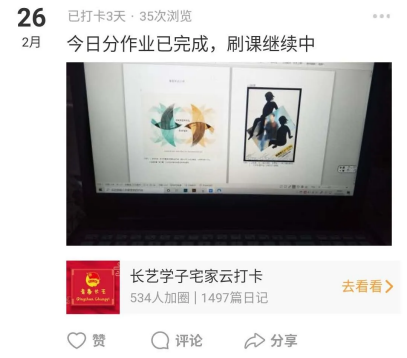 26
2月
已打卡3天 · 35次浏览
今日分作业已完成，刷课继续中
长艺学子宅家云打卡
534人加圈 | 1497篇日记
去看看
赞
评论
分享